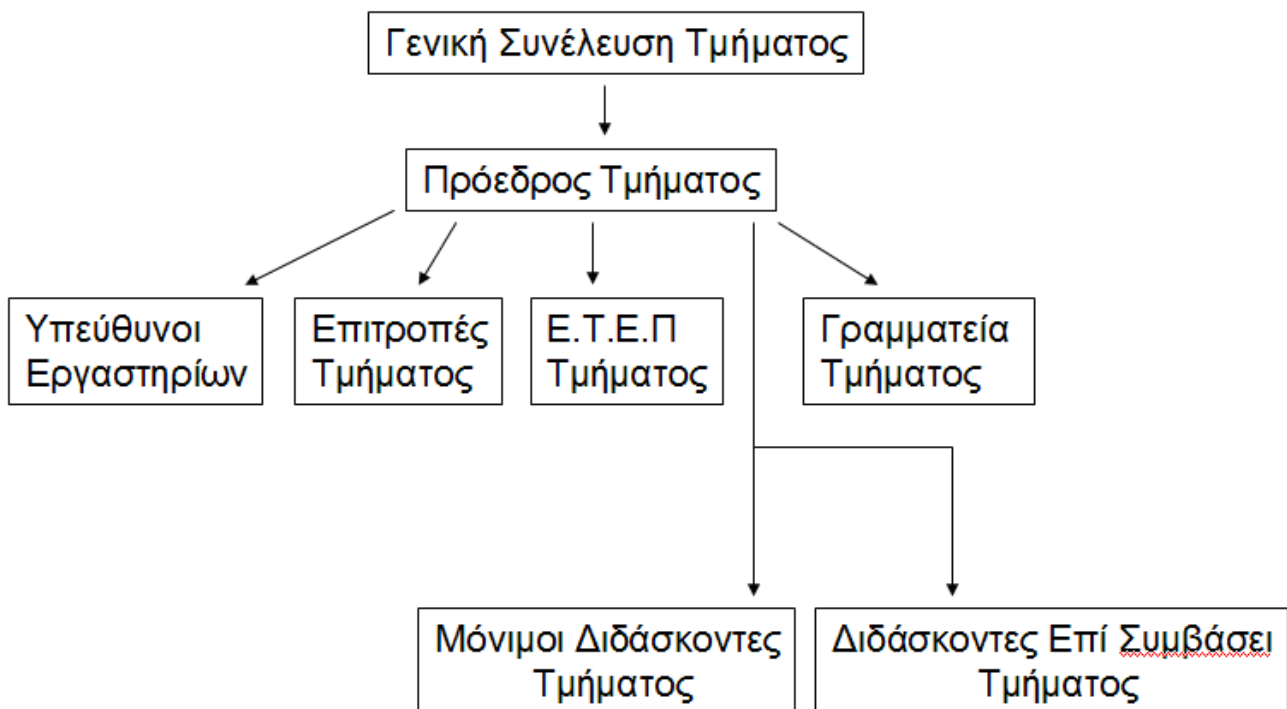 Γενική Συνέλευση Τμήματος
Πρόεδρος Τμήματος
Υπεύθυνοι
Εργαστηρίων
Επιτροπές
Τμήματος
Ε.Τ.Ε.Π
Τμήματος
Γραμματεία
Τμήματος
Μόνιμοι Διδάσκοντες
Τμήματος
Διδάσκοντες Επί Συμβάσει
Τμήματος